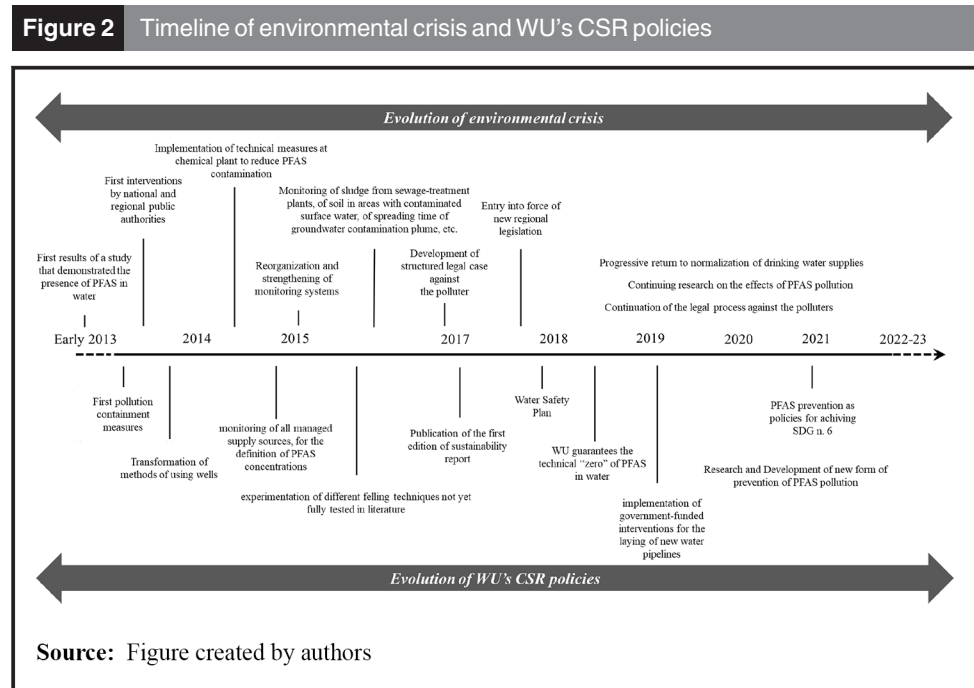 Figure 2 Timeline of environmental crisis and WU's CSR policies
Evolution of environmental crisis
Implementation of technical measures at
chemical plant to reduce PFAS
contamination
First interventions
by national and
regional public
authorities
Monitoring of sludge from sewage-treatment
plants, of soil in areas with contaminated
surface water, of spreading time of
groundwater contamination plume, etc.
Entry into force of
new regional
legislation
First results of a study
that demonstrated the
presence of PFAS in
water
Reorganization and
strengthening of
monitoring systems
Development of
structured legal case
against
the polluter
Progressive return to normalization of drinking water supplies
Continuing research on the effects of PFAS pollution
Continuation of the legal process against the polluters
Early 2013 2014 2015 2017 2018 2019 2020 2021 2022-23
First pollution
containment
measures
Transformation of
methods of using wells
monitoring of all managed
supply sources, for the
definition of PFAS
concentrations
experimentation of different felling techniques not yet
fully tested in literature
Publication of the first
edition of sustainability
report
Water Safety
Plan
WU guarantees the
technical "zero" of PFAS
in water
implementation of
government-funded
interventions for the
laying of new water
pipelines
PFAS prevention as
policies for achiving
SDG n. 6
Research and Development of new form of
prevention of PFAS pollution
Evolution of WU's CSR policies
Source: Figure created by authors